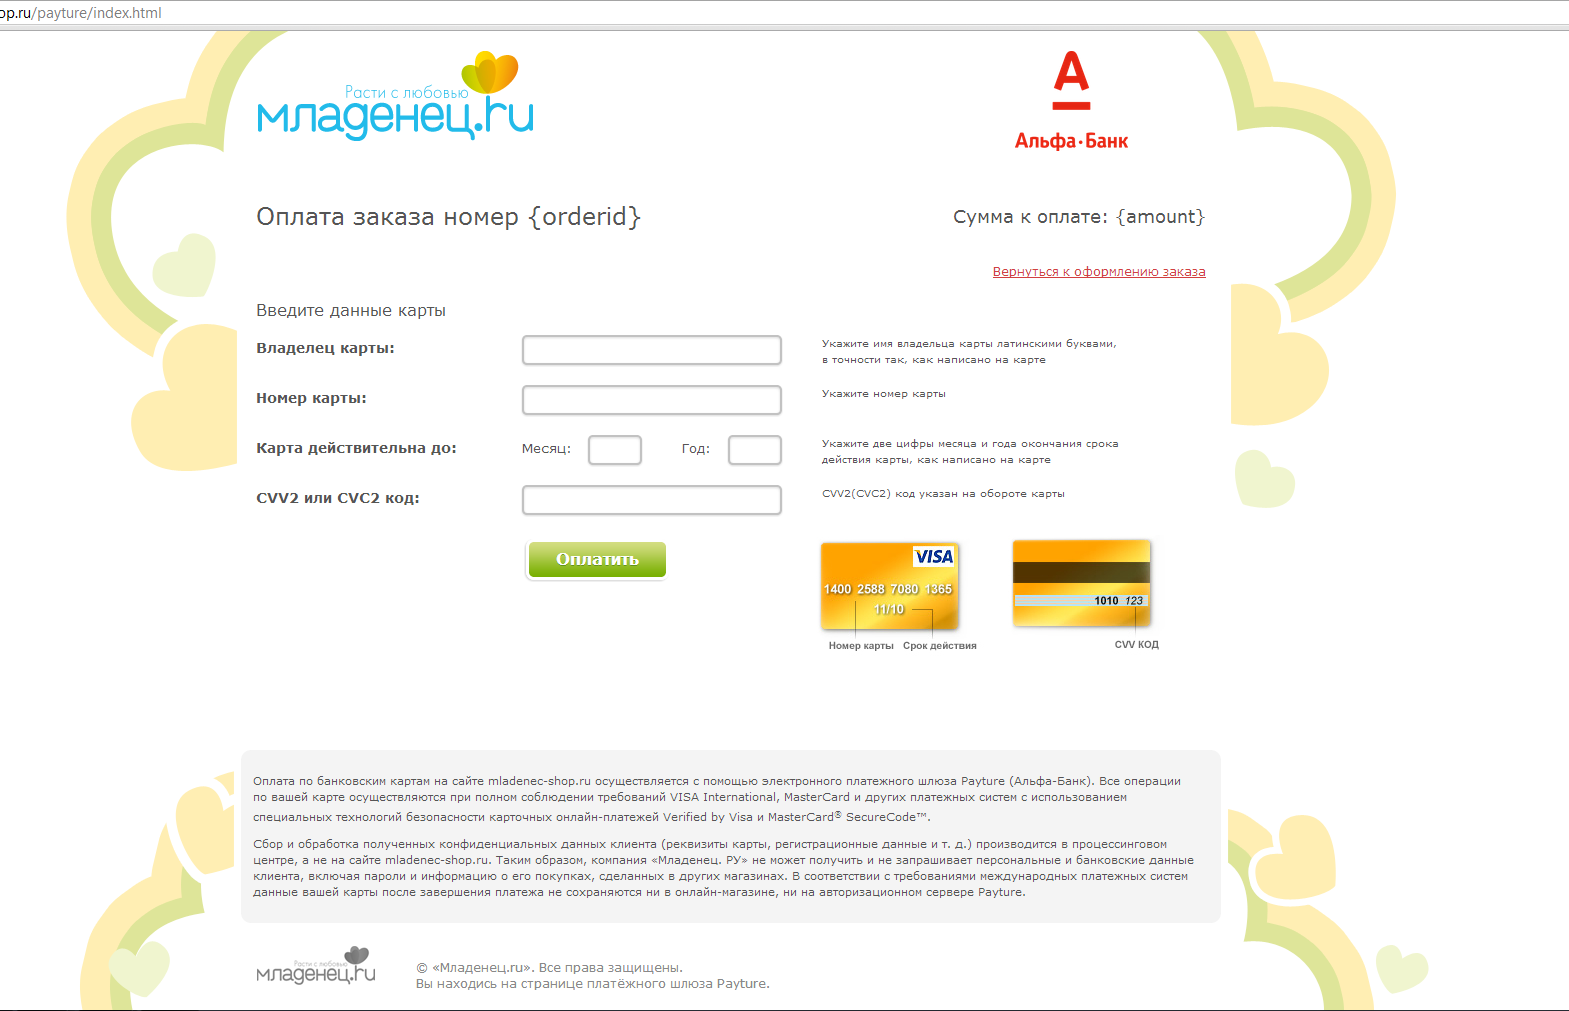 op.ru/payture/index.html
Расти с любовью
младенец.ru
Альфа·Банк
Оплата заказа номер {orderid}
Сумма к оплате: {amount}
Вернуться к оформлению заказа
Введите данные карты
Владелец карты:
Укажите имя владельца карты латинскими буквами,
в точности так, как написано на карте
Номер карты:
Укажите номер карты
Карта действительна до:
Месяц:
Год:
Укажите две цифры месяца и года окончания срока
действия карты, как написано на карте
CVV2 или CVC2 код:
CVV2(CVC2) код указан на обороте карты
Оплатить
VISA
1400 2588 7080 1365
11/10
Номер карты
Срок действия
1010 123
CVV КОД
Оплата по банковским картам на сайте mladenec-shop.ru осуществляется с помощью электронного платежного шлюза Payture (Альфа-Банк). Все операции
по вашей карте осуществляются при полном соблюдении требований VISA International, MasterCard и других платежных систем с использованием
специальных технологий безопасности карточных онлайн-платежей Verified by Visa и MasterCard® SecureCode™.
Сбор и обработка полученных конфиденциальных данных клиента (реквизиты карты, регистрационные данные и т. д.) производится в процессинговом
центре, а не на сайте mladenec-shop.ru. Таким образом, компания «Младенец. РУ» не может получить и не запрашивает персональные и банковские данные
клиента, включая пароли и информацию о его покупках, сделанных в других магазинах. В соответствии с требованиями международных платежных систем
данные вашей карты после завершения платежа не сохраняются ни в онлайн-магазине, ни на авторизационном сервере Payture.
Расти с любовью
младенец.ru
© «Младенец.ru». Все права защищены.
Вы находись на странице платёжного шлюза Payture.